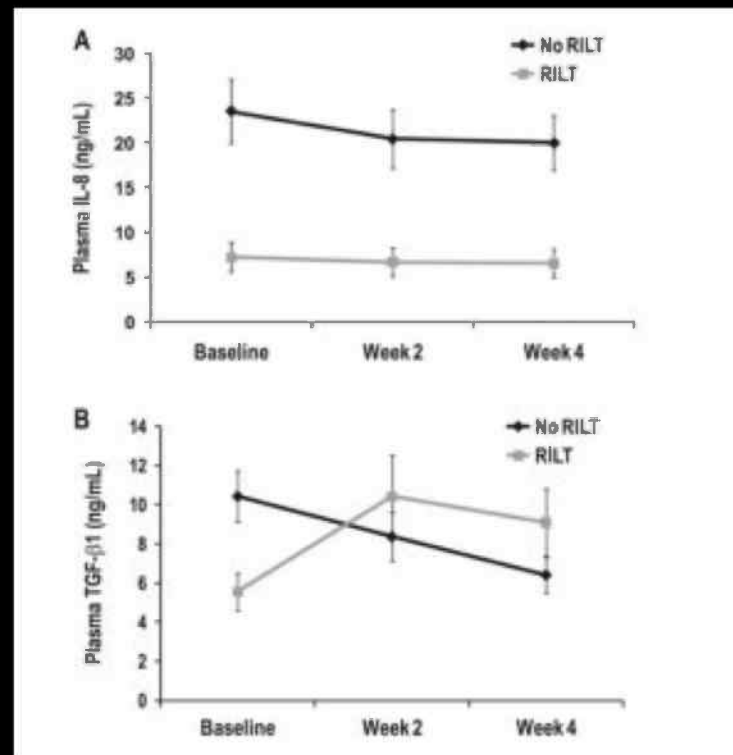 A
No RILT
RILT
Plasma IL-8 (ng/mL)
30
25
20
15
10
5
0
Baseline Week 2 Week 4
B
No RILT
RILT
Plasma TGF-β1 (ng/mL)
14
12
10
8
6
4
2
0
Baseline Week 2 Week 4